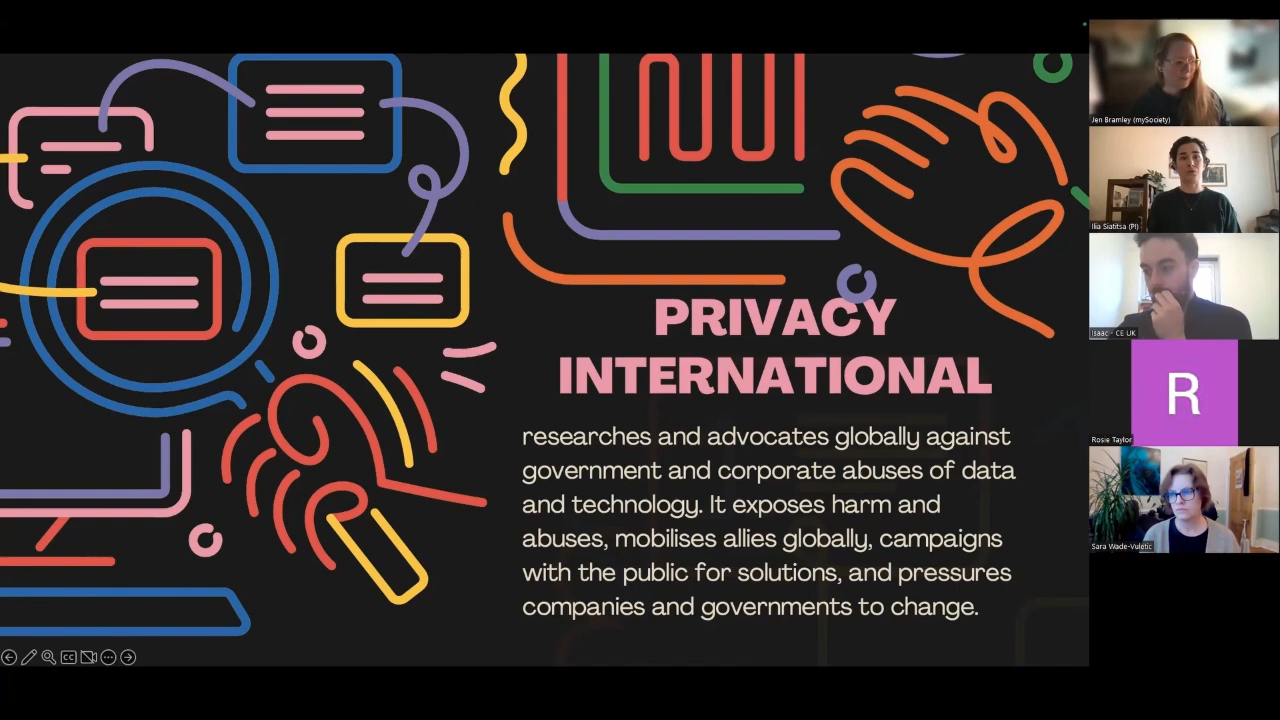 PRIVACY
INTERNATIONAL
researches and advocates globally against
government and corporate abuses of data
and technology. It exposes harm and
abuses, mobilises allies globally, campaigns
with the public for solutions, and pressures
companies and governments to change.
CC
Jen Bramley (mySociety)
Ilia Siatitsa (PI)
Isaac - CE UK
R
Rosie Taylor
Sara Wade-Vuletic